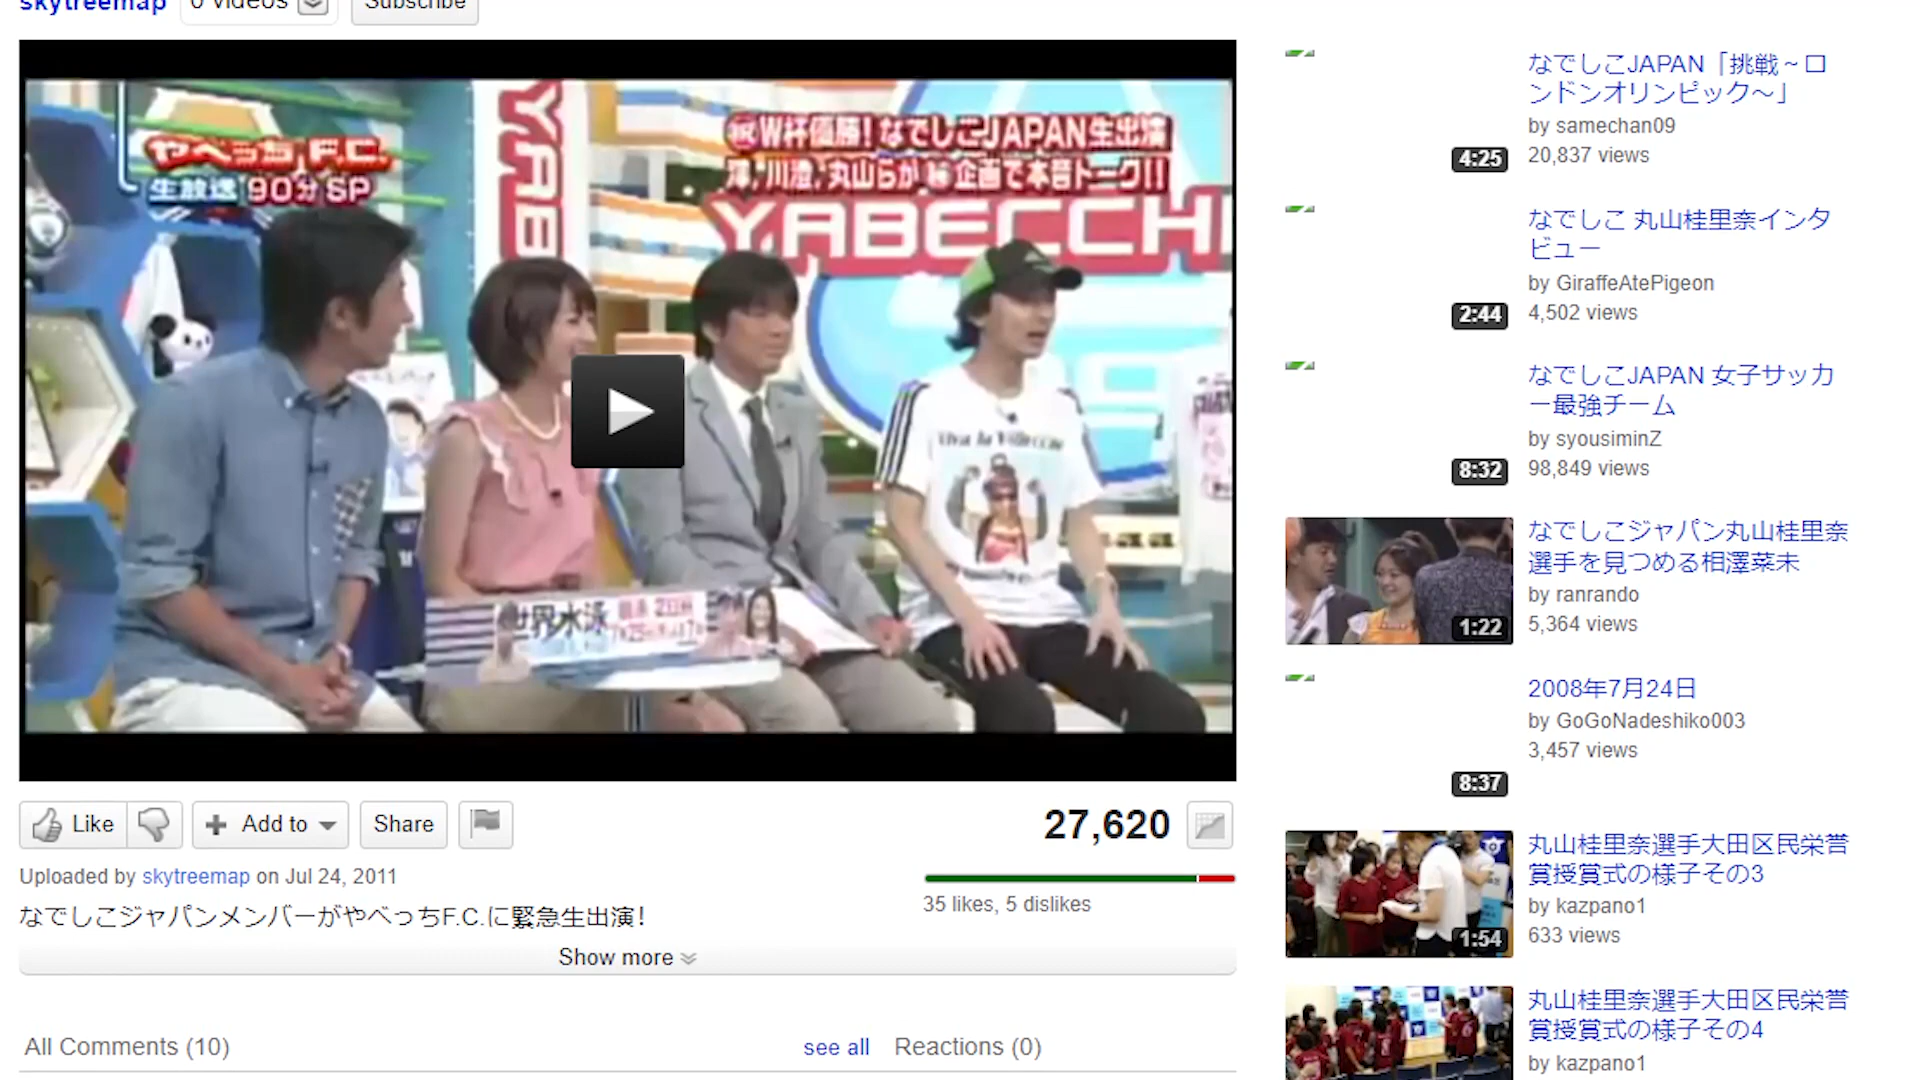 skytreemap
0 videos
Subscribe
やべっちF.C.
生放送 90分SP
YAB
祝W杯優勝！なでしこJAPAN生出演
澤,川澄,丸山らが㊙企画で本音トーク!!
YABECCHI
Viva la
世界水泳
なでしこJAPAN「挑戦～ロ
ンドンオリンピック～」
by samechan09
20,837 views
4:25
なでしこ 丸山桂里奈インタ
ビュー
by GiraffeAtePigeon
4,502 views
2:44
なでしこJAPAN 女子サッカ
ー最強チーム
by syousiminZ
98,849 views
8:32
なでしこジャパン丸山桂里奈
選手を見つめる相澤菜未
by ranrando
5,364 views
1:22
2008年7月24日
by GoGoNadeshiko003
3,457 views
8:37
丸山桂里奈選手大田区民栄誉
賞授賞式の様子その3
by kazpano1
633 views
1:54
丸山桂里奈選手大田区民栄誉
賞授賞式の様子その4
by kazpano1
Like
Add to
Share
27,620
Uploaded by skytreemap on Jul 24, 2011
35 likes, 5 dislikes
なでしこジャパンメンバーがやべっちF.C.に緊急生出演！
Show more
All Comments (10)
see all
Reactions (0)